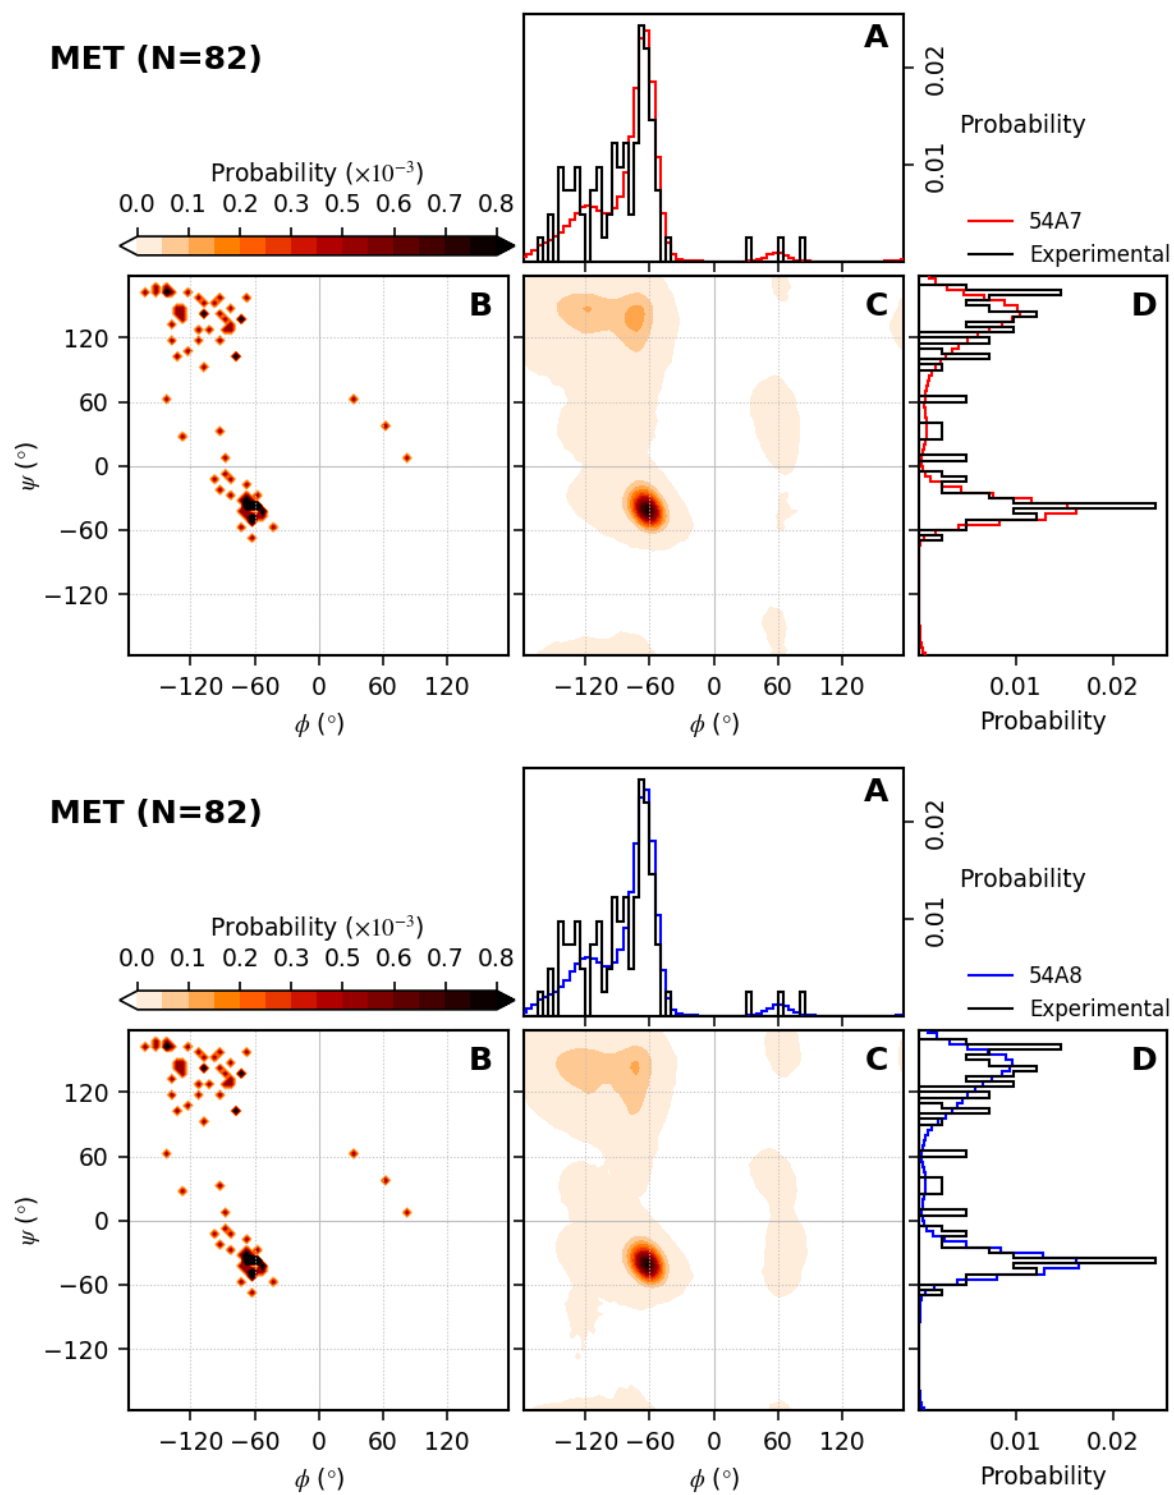 MET (N=82)
A
0.02
0.01
Probability
Probability (×10⁻³)
0.0 0.1 0.2 0.3 0.5 0.6 0.7 0.8
54A7
Experimental
B
C
D
120
60
0
−60
−120
ψ (°)
−120 −60 0 60 120
ϕ (°)
−120 −60 0 60 120
ϕ (°)
0.01 0.02
Probability
MET (N=82)
A
0.02
0.01
Probability
Probability (×10⁻³)
0.0 0.1 0.2 0.3 0.5 0.6 0.7 0.8
54A8
Experimental
B
C
D
120
60
0
−60
−120
ψ (°)
−120 −60 0 60 120
ϕ (°)
−120 −60 0 60 120
ϕ (°)
0.01 0.02
Probability